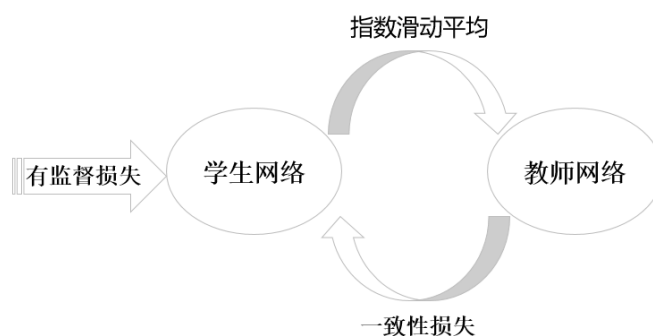 指数滑动平均
有监督损失
学生网络
教师网络
一致性损失